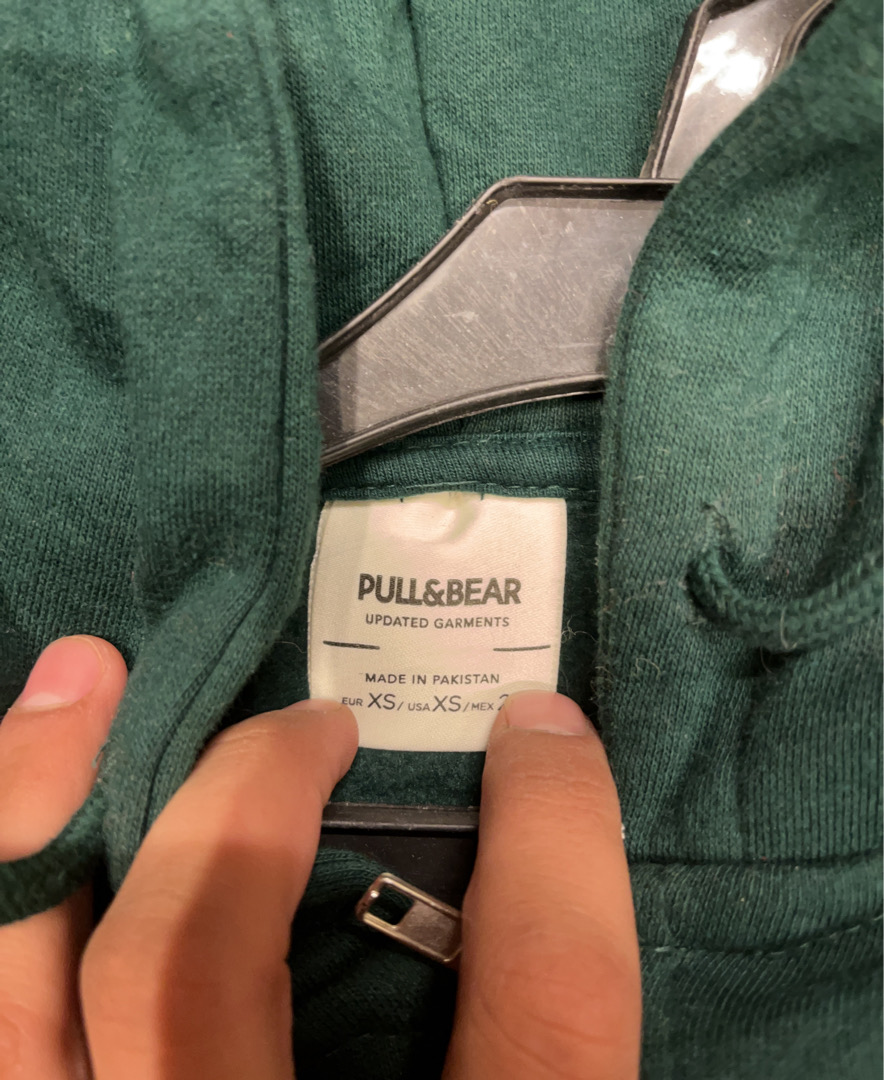 PULL&BEAR
UPDATED GARMENTS
MADE IN PAKISTAN
EUR XS/ USA XS/ MEX